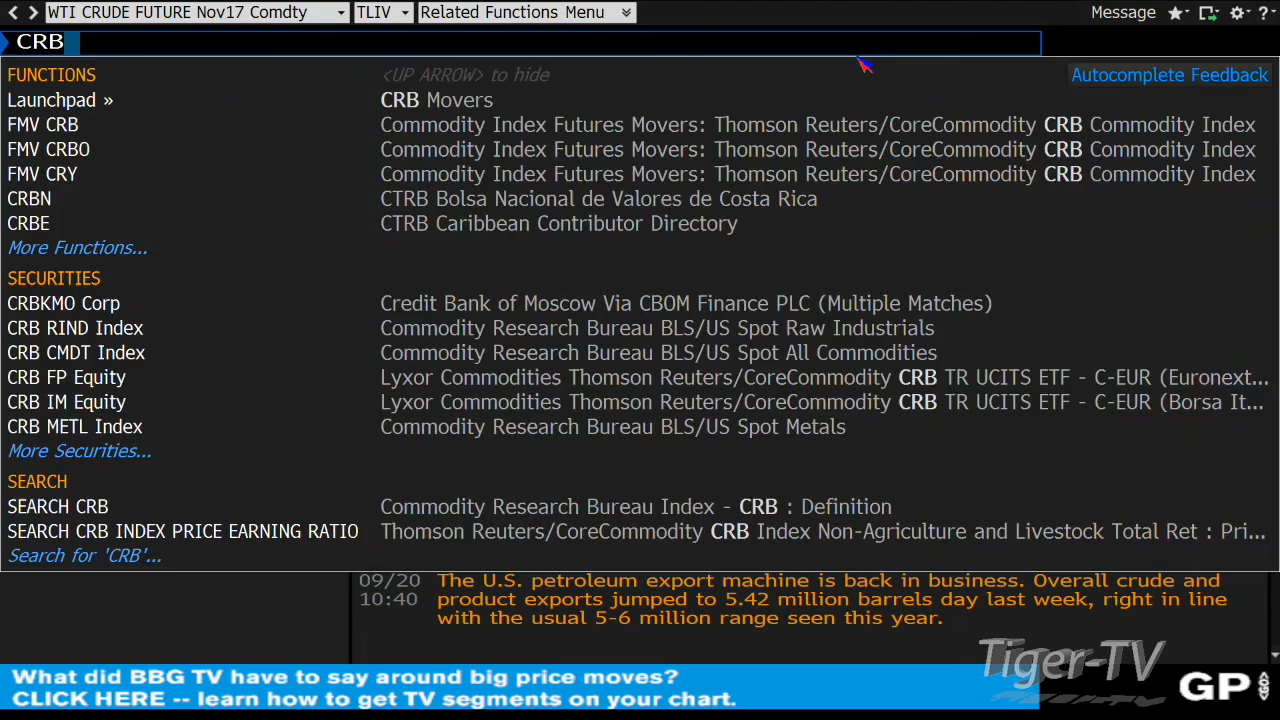 WTI CRUDE FUTURE Nov17 Comdty TLIV Related Functions Menu Message
CRB
FUNCTIONS <UP ARROW> to hide Autocomplete Feedback
Launchpad » CRB Movers
FMV CRB Commodity Index Futures Movers: Thomson Reuters/CoreCommodity CRB Commodity Index
FMV CRBO Commodity Index Futures Movers: Thomson Reuters/CoreCommodity CRB Commodity Index
FMV CRY Commodity Index Futures Movers: Thomson Reuters/CoreCommodity CRB Commodity Index
CRBN CTRB Bolsa Nacional de Valores de Costa Rica
CRBE CTRB Caribbean Contributor Directory
More Functions...
SECURITIES
CRBKMO Corp Credit Bank of Moscow Via CBOM Finance PLC (Multiple Matches)
CRB RIND Index Commodity Research Bureau BLS/US Spot Raw Industrials
CRB CMDT Index Commodity Research Bureau BLS/US Spot All Commodities
CRB FP Equity Lyxor Commodities Thomson Reuters/CoreCommodity CRB TR UCITS ETF - C-EUR (Euronext...
CRB IM Equity Lyxor Commodities Thomson Reuters/CoreCommodity CRB TR UCITS ETF - C-EUR (Borsa It...
CRB METL Index Commodity Research Bureau BLS/US Spot Metals
More Securities...
SEARCH
SEARCH CRB Commodity Research Bureau Index - CRB : Definition
SEARCH CRB INDEX PRICE EARNING RATIO Thomson Reuters/CoreCommodity CRB Index Non-Agriculture and Livestock Total Ret : Pri...
Search for 'CRB'...
09/20 The U.S. petroleum export machine is back in business. Overall crude and
10:40 product exports jumped to 5.42 million barrels day last week, right in line
with the usual 5-6 million range seen this year.
Tiger-TV
What did BBG TV have to say around big price moves?
CLICK HERE -- learn how to get TV segments on your chart.
GP <GO>